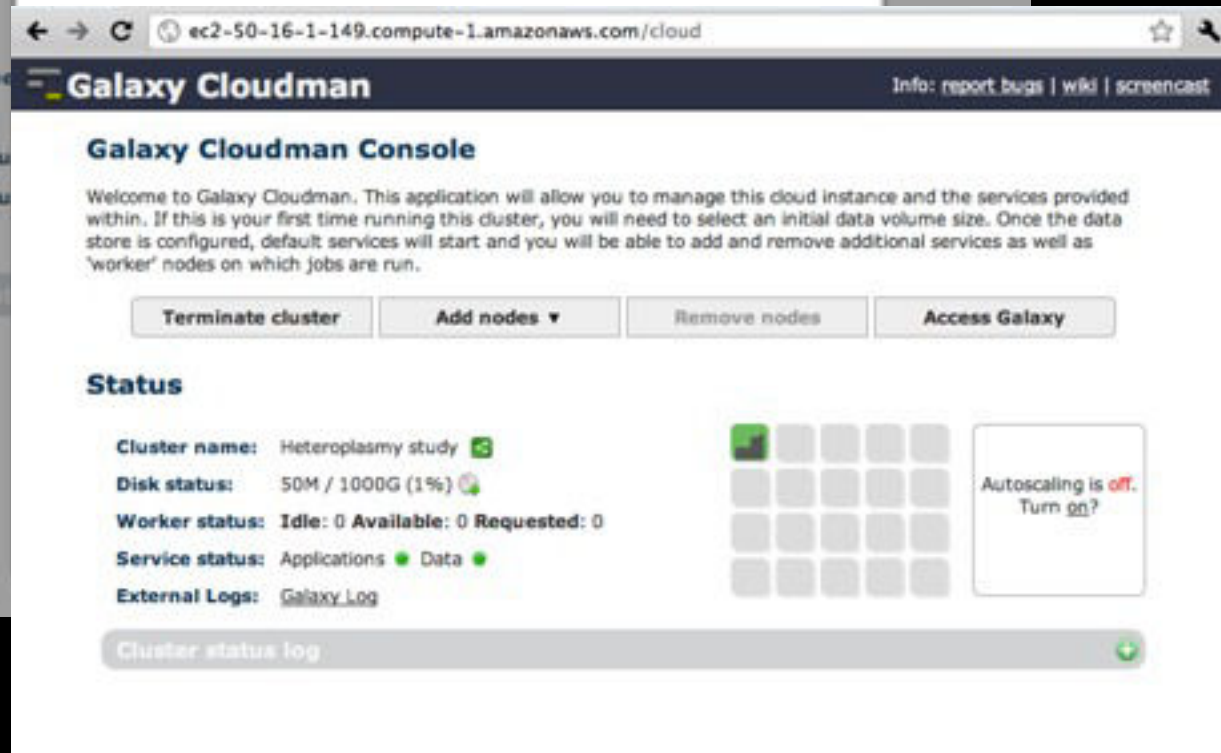 ec2-50-16-1-149.compute-1.amazonaws.com/cloud
Galaxy Cloudman
Info: report bugs | wiki | screencast
Galaxy Cloudman Console
Welcome to Galaxy Cloudman. This application will allow you to manage this cloud instance and the services provided
within. If this is your first time running this cluster, you will need to select an initial data volume size. Once the data
store is configured, default services will start and you will be able to add and remove additional services as well as
'worker' nodes on which jobs are run.
Terminate cluster Add nodes ▼ Remove nodes Access Galaxy
Status
Cluster name: Heteroplasmy study
Disk status: 50M / 1000G (1%)
Worker status: Idle: 0 Available: 0 Requested: 0
Service status: Applications Data
External Logs: Galaxy Log
Autoscaling is off.
Turn on?
Cluster status log